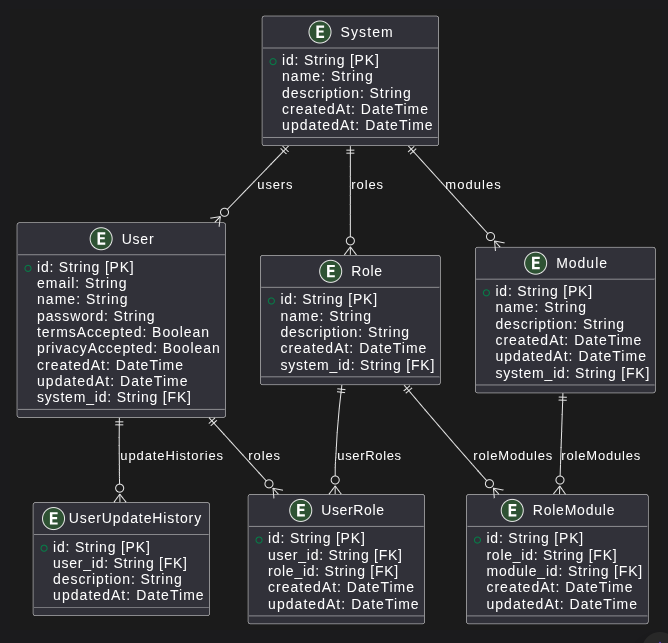 E System
id: String [PK]
name: String
description: String
createdAt: DateTime
updatedAt: DateTime
users
roles
modules
E User
id: String [PK]
email: String
name: String
password: String
termsAccepted: Boolean
privacyAccepted: Boolean
createdAt: DateTime
updatedAt: DateTime
system_id: String [FK]
E Role
id: String [PK]
name: String
description: String
createdAt: DateTime
system_id: String [FK]
E Module
id: String [PK]
name: String
description: String
createdAt: DateTime
updatedAt: DateTime
system_id: String [FK]
updateHistories
roles
userRoles
roleModules
roleModules
E UserUpdateHistory
id: String [PK]
user_id: String [FK]
description: String
updatedAt: DateTime
E UserRole
id: String [PK]
user_id: String [FK]
role_id: String [FK]
createdAt: DateTime
updatedAt: DateTime
E RoleModule
id: String [PK]
role_id: String [FK]
module_id: String [FK]
createdAt: DateTime
updatedAt: DateTime